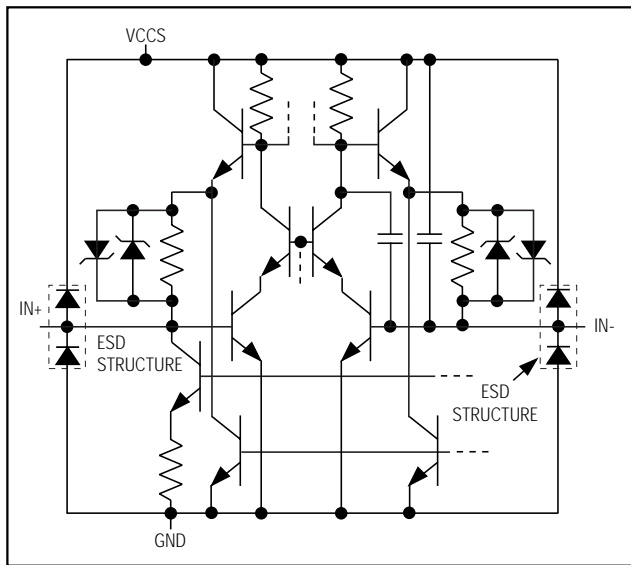 VCCS
IN+
ESD
STRUCTURE
IN-
ESD
STRUCTURE
GND